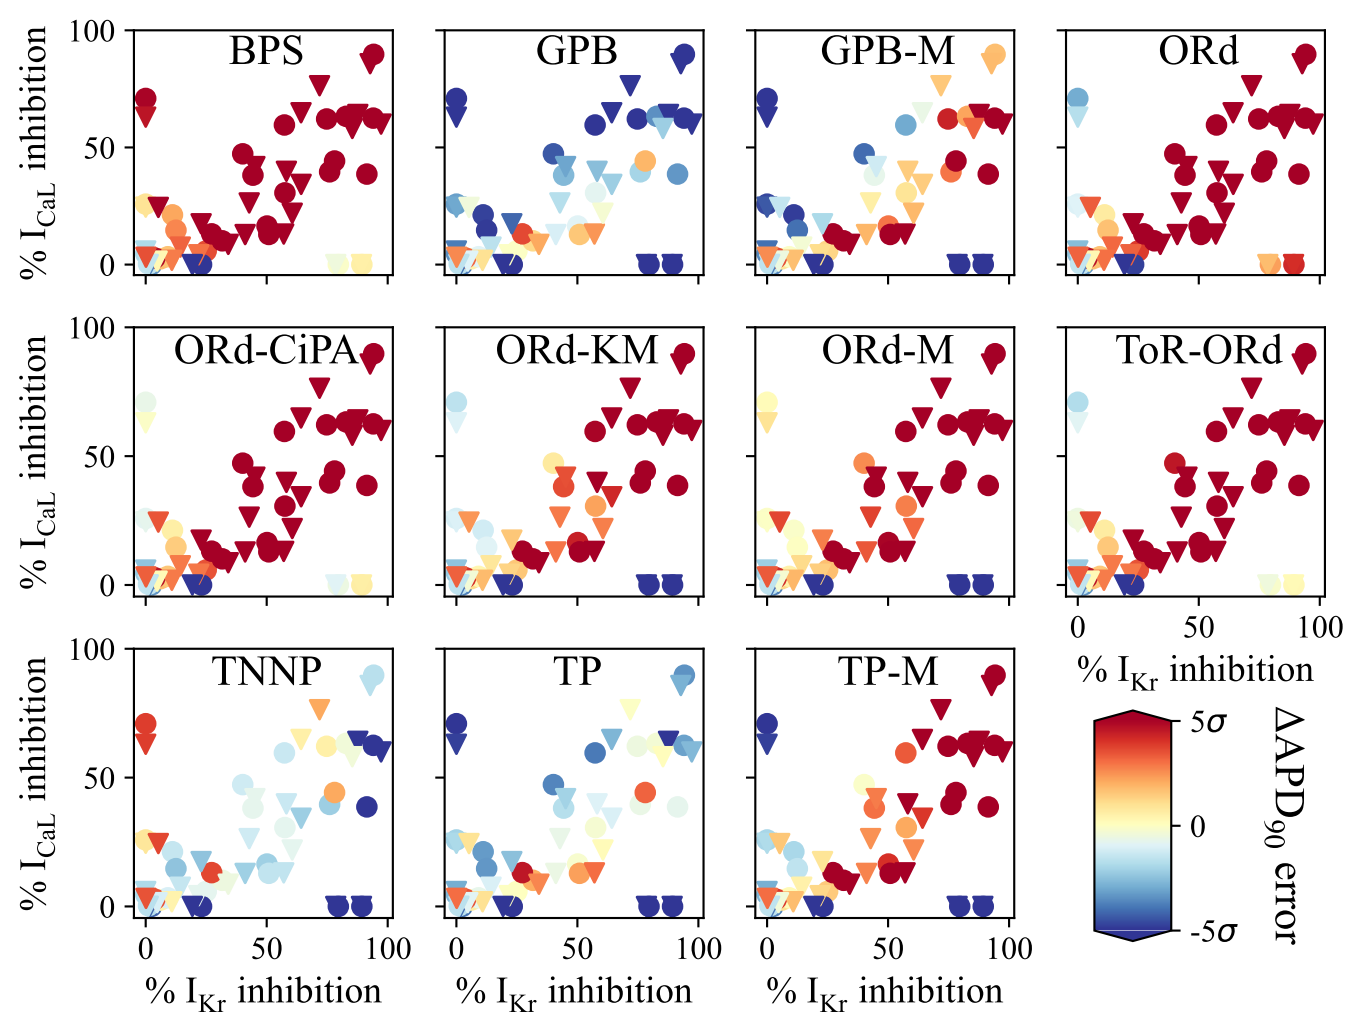 BPS
GPB
GPB-M
ORd
100
50
0
% I_CaL inhibition
ORd-CiPA
ORd-KM
ORd-M
ToR-ORd
100
50
0
% I_CaL inhibition
0 50 100
% I_Kr inhibition
TNNP
TP
TP-M
100
50
0
% I_CaL inhibition
0 50 100
0 50 100
0 50 100
% I_Kr inhibition
% I_Kr inhibition
% I_Kr inhibition
5σ
0
-5σ
ΔAPD_90 error